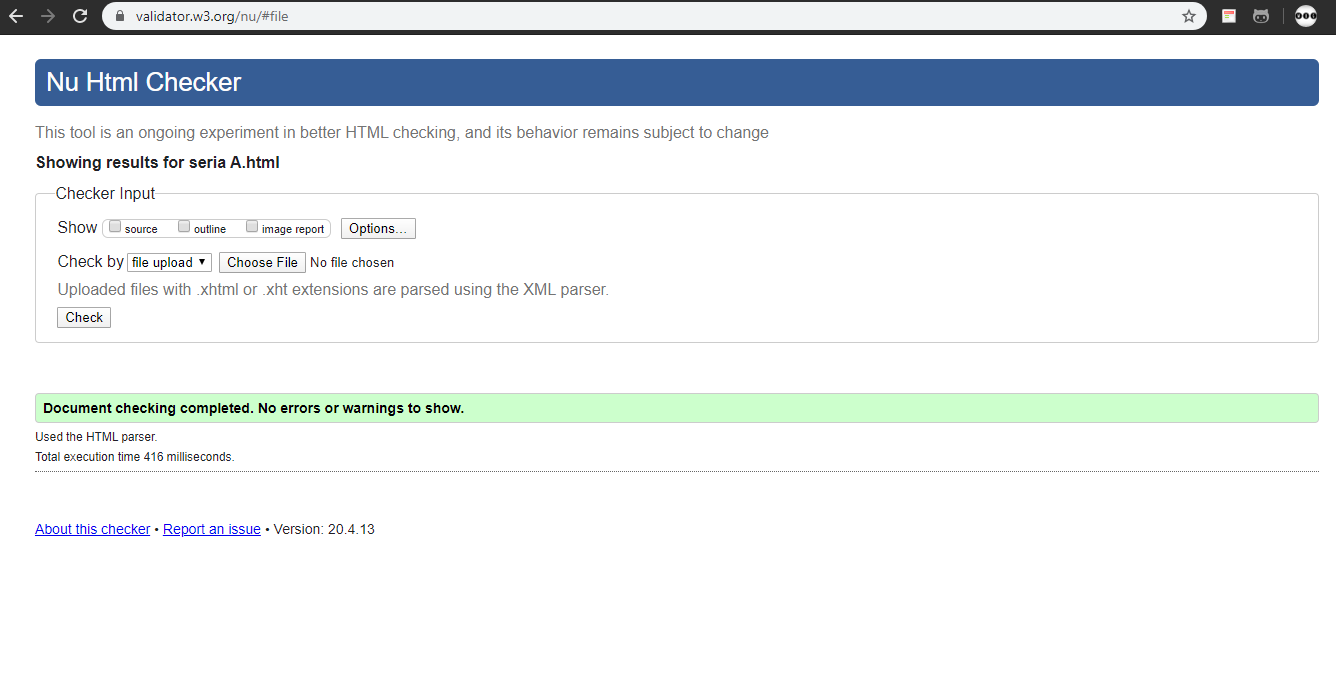 validator.w3.org/nu/#file
Nu Html Checker
This tool is an ongoing experiment in better HTML checking, and its behavior remains subject to change
Showing results for seria A.html
Checker Input
Show source outline image report Options...
Check by file upload Choose File No file chosen
Uploaded files with .xhtml or .xht extensions are parsed using the XML parser.
Check
Document checking completed. No errors or warnings to show.
Used the HTML parser.
Total execution time 416 milliseconds.
About this checker • Report an issue • Version: 20.4.13